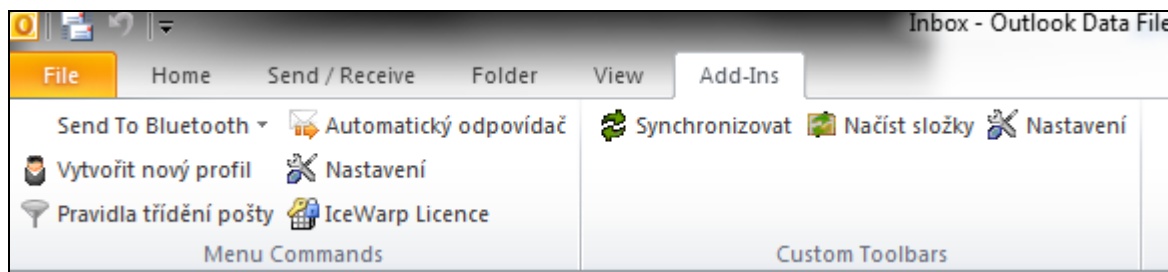 Inbox - Outlook Data File
File Home Send / Receive Folder View Add-Ins
Send To Bluetooth Automatický odpovídač Synchronizovat Načíst složky Nastavení
Vytvořit nový profil Nastavení
Pravidla třídění pošty IceWarp Licence
Menu Commands Custom Toolbars